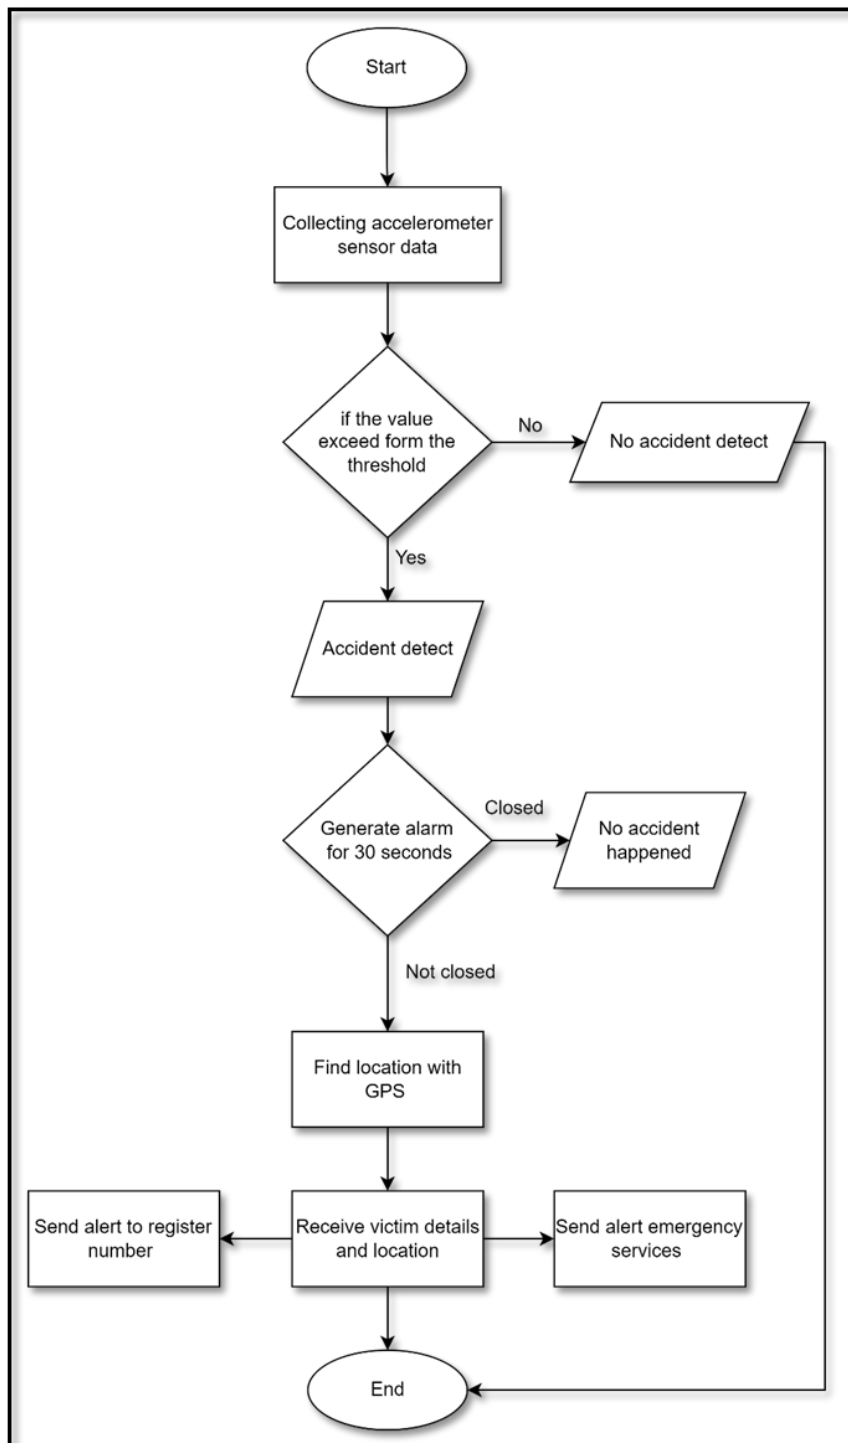 Start
Collecting accelerometer
sensor data
if the value
exceed form the
threshold
No
No accident detect
Yes
Accident detect
Generate alarm
for 30 seconds
Closed
No accident
happened
Not closed
Find location with
GPS
Send alert to register
number
Receive victim details
and location
Send alert emergency
services
End